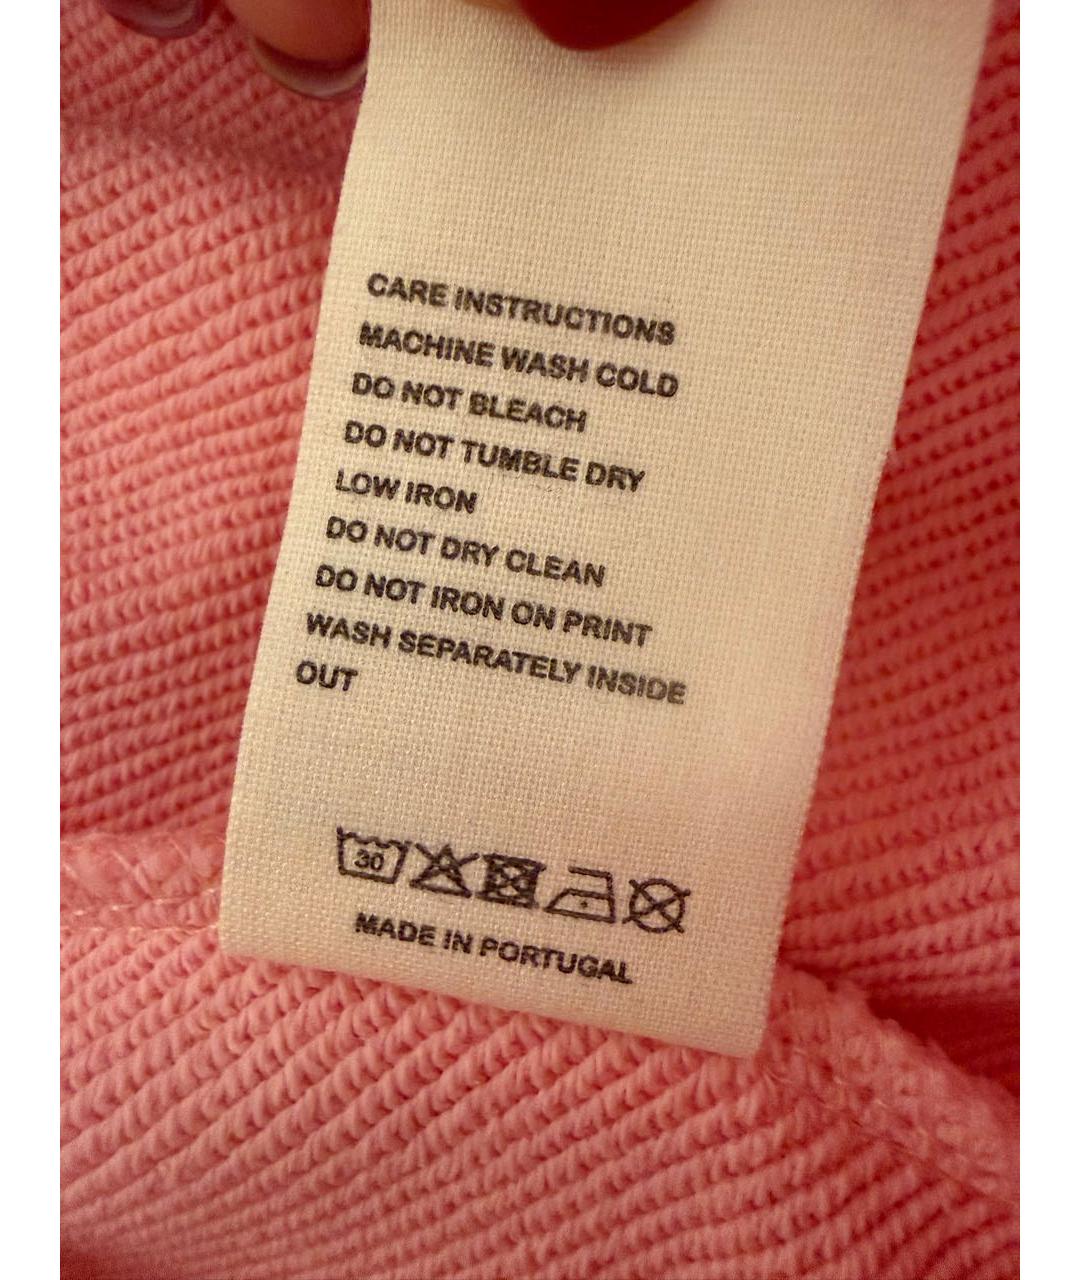 CARE INSTRUCTIONS
MACHINE WASH COLD
DO NOT BLEACH
DO NOT TUMBLE DRY
LOW IRON
DO NOT DRY CLEAN
DO NOT IRON ON PRINT
WASH SEPARATELY INSIDE
OUT
30
MADE IN PORTUGAL